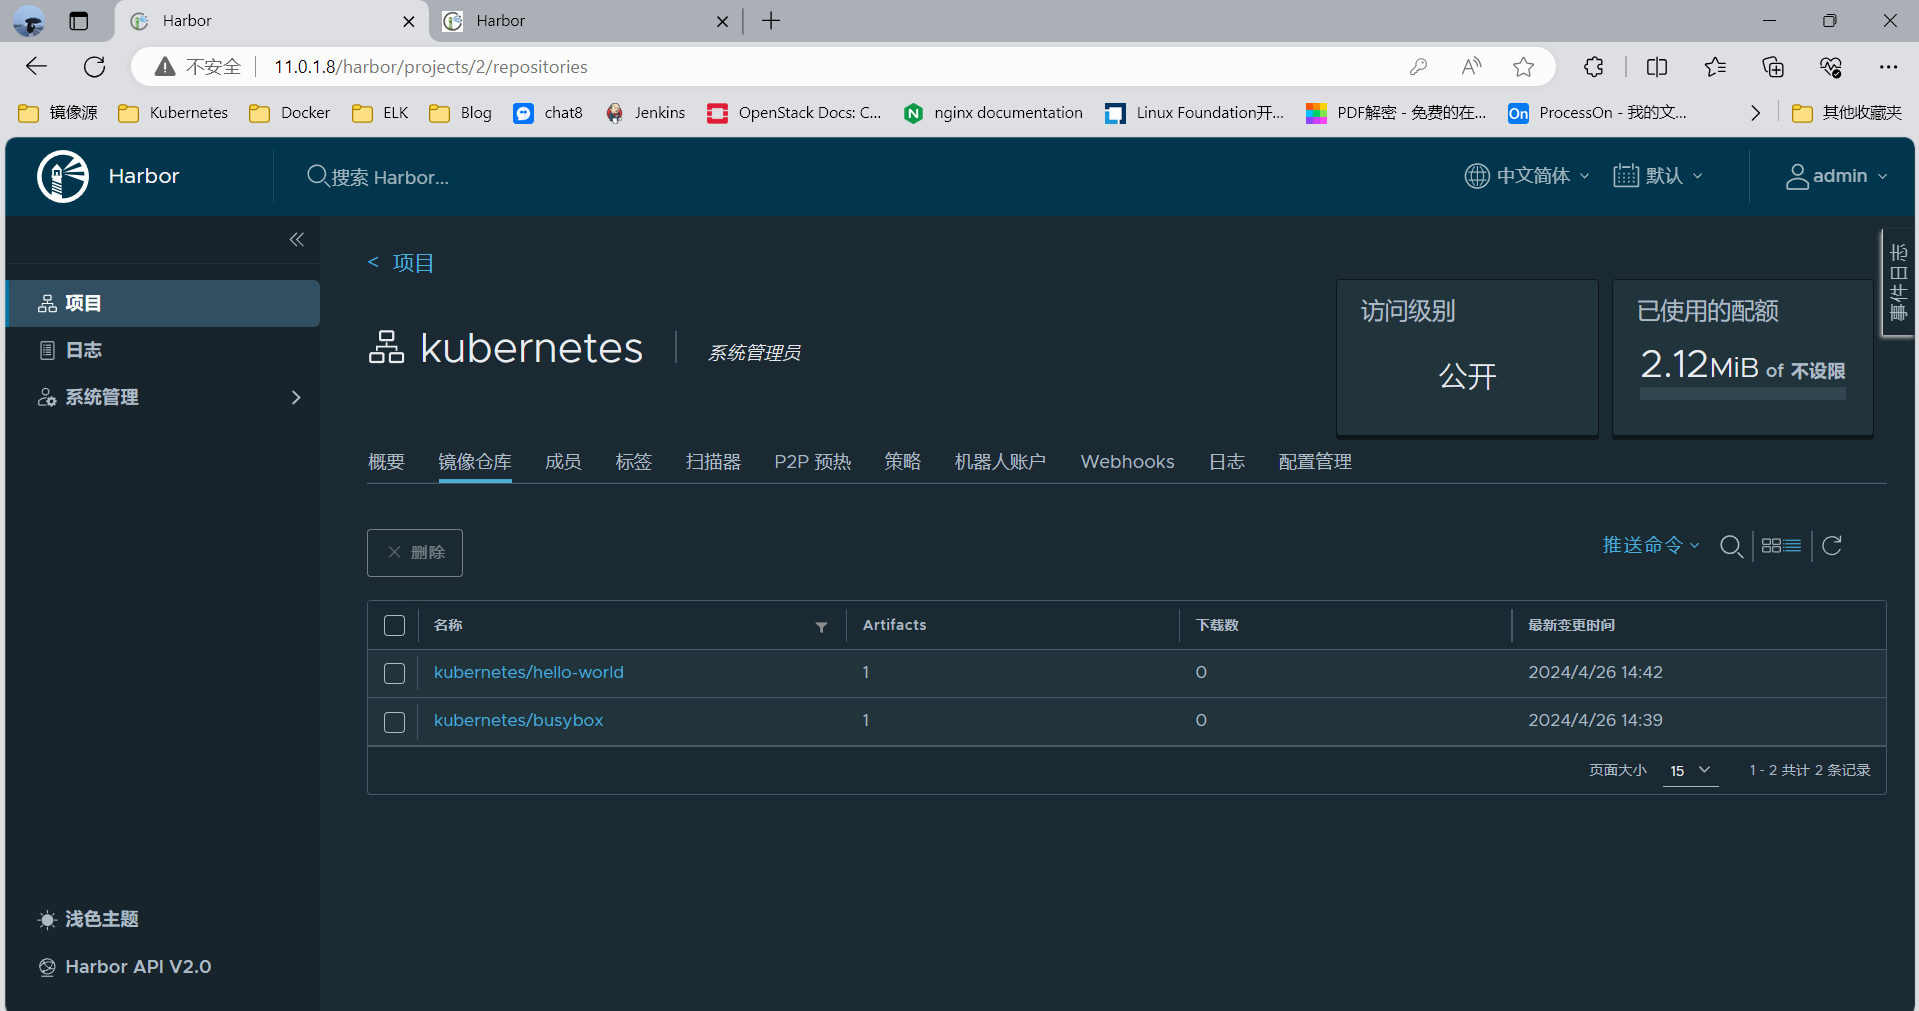 Harbor
Harbor
不安全
11.0.1.8/harbor/projects/2/repositories
镜像源
Kubernetes
Docker
ELK
Blog
chat8
Jenkins
OpenStack Docs: C...
nginx documentation
Linux Foundation开...
PDF解密 - 免费的在...
On
ProcessOn - 我的文...
其他收藏夹
Harbor
搜索 Harbor...
中文简体
默认
admin
< 项目
项目
日志
系统管理
kubernetes
系统管理员
访问级别
公开
已使用的配额
2.12MiB of 不设限
事件日志
概要
镜像仓库
成员
标签
扫描器
P2P 预热
策略
机器人账户
Webhooks
日志
配置管理
删除
推送命令
名称
Artifacts
下载数
最新变更时间
kubernetes/hello-world
1
0
2024/4/26 14:42
kubernetes/busybox
1
0
2024/4/26 14:39
页面大小
15
1 - 2 共计 2 条记录
浅色主题
Harbor API V2.0